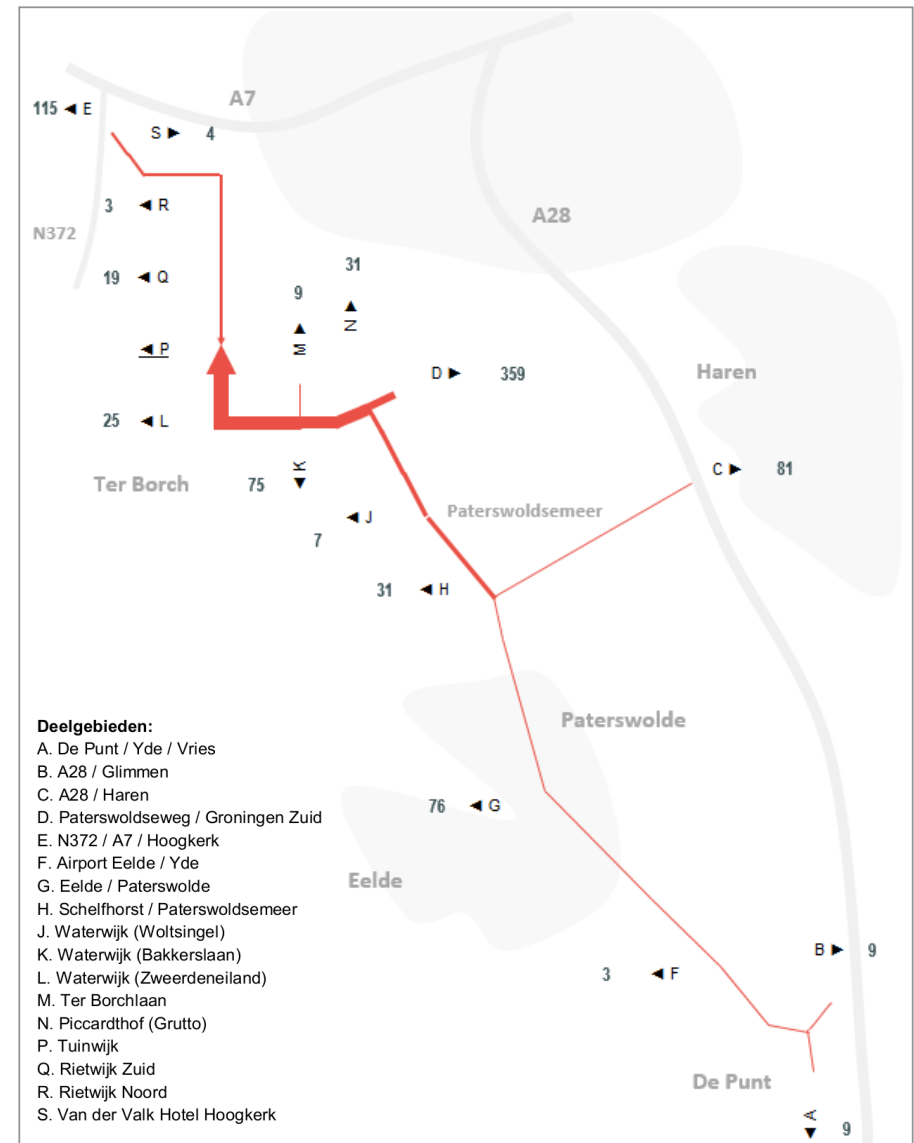 A7
115 ◄ E
S ► 4
3 ◄ R
N372
A28
19 ◄ Q
31
N ►
9
M ►
◄ P
D ► 359
Haren
25 ◄ L
C ► 81
Ter Borch
75
K ◄
◄ J
7
Paterswoldsemeer
31 ◄ H
Paterswolde
76 ◄ G
Eelde
B ► 9
3 ◄ F
De Punt
A ◄
9
Deelgebieden:
A. De Punt / Yde / Vries
B. A28 / Glimmen
C. A28 / Haren
D. Paterswoldseweg / Groningen Zuid
E. N372 / A7 / Hoogkerk
F. Airport Eelde / Yde
G. Eelde / Paterswolde
H. Schelfhorst / Paterswoldsemeer
J. Waterwijk (Woltsingel)
K. Waterwijk (Bakkerslaan)
L. Waterwijk (Zweerdeneiland)
M. Ter Borchlaan
N. Piccardthof (Grutto)
P. Tuinwijk
Q. Rietwijk Zuid
R. Rietwijk Noord
S. Van der Valk Hotel Hoogkerk